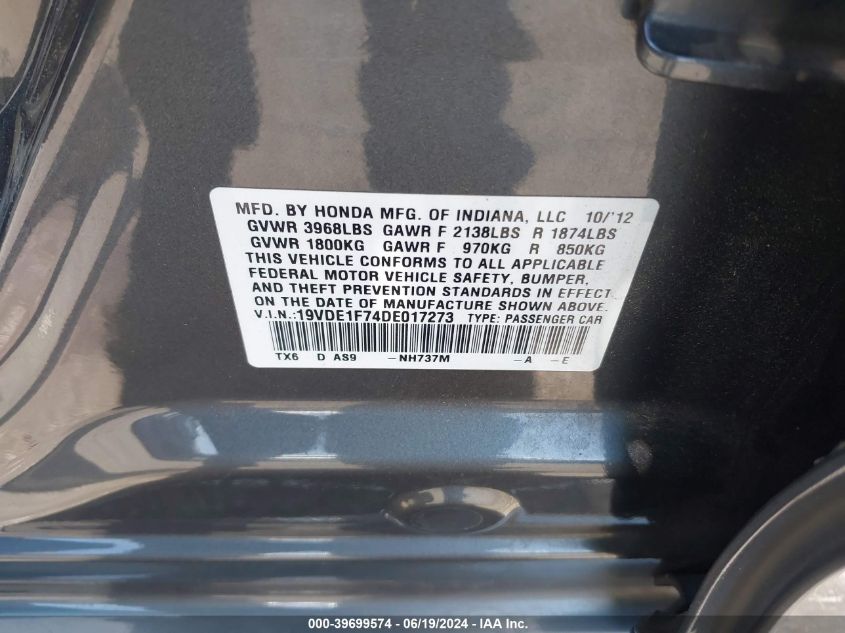 MFD. BY HONDA MFG. OF INDIANA, LLC 10/'12
GVWR 3968LBS GAWR F 2138LBS R 1874LBS
GVWR 1800KG GAWR F 970KG R 850KG
THIS VEHICLE CONFORMS TO ALL APPLICABLE
FEDERAL MOTOR VEHICLE SAFETY, BUMPER,
AND THEFT PREVENTION STANDARDS IN EFFECT
ON THE DATE OF MANUFACTURE SHOWN ABOVE.
V.I.N.:19VDE1F74DE017273 TYPE: PASSENGER CAR
TX6 D AS9 -NH737M -A -E
000-39699574 - 06/19/2024 - IAA Inc.